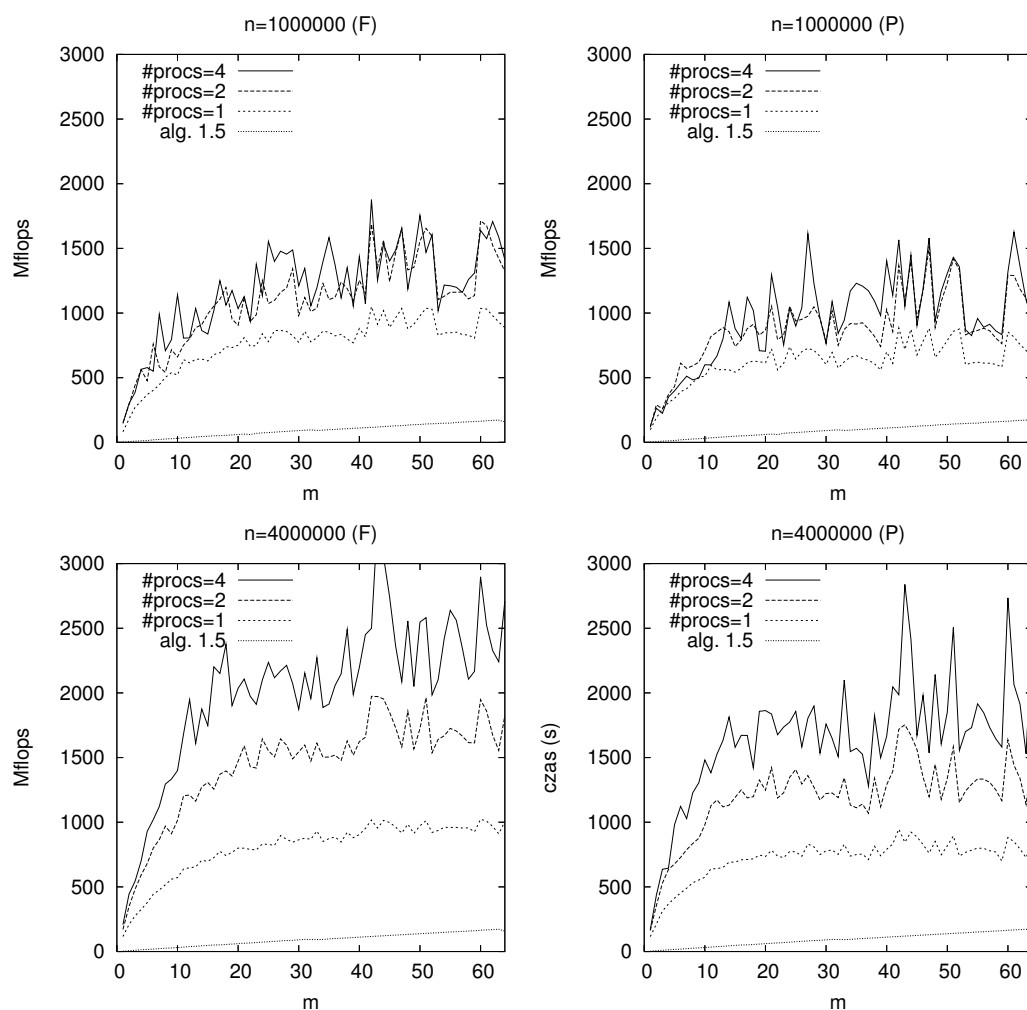 n=1000000 (F)
3000
2500
2000
1500
1000
500
0
Mflops
#procs=4
#procs=2
#procs=1
alg. 1.5
0 10 20 30 40 50 60
m
n=1000000 (P)
3000
2500
2000
1500
1000
500
0
Mflops
#procs=4
#procs=2
#procs=1
alg. 1.5
0 10 20 30 40 50 60
m
n=4000000 (F)
3000
2500
2000
1500
1000
500
0
Mflops
#procs=4
#procs=2
#procs=1
alg. 1.5
0 10 20 30 40 50 60
m
n=4000000 (P)
3000
2500
2000
1500
1000
500
0
czas (s)
#procs=4
#procs=2
#procs=1
alg. 1.5
0 10 20 30 40 50 60
m